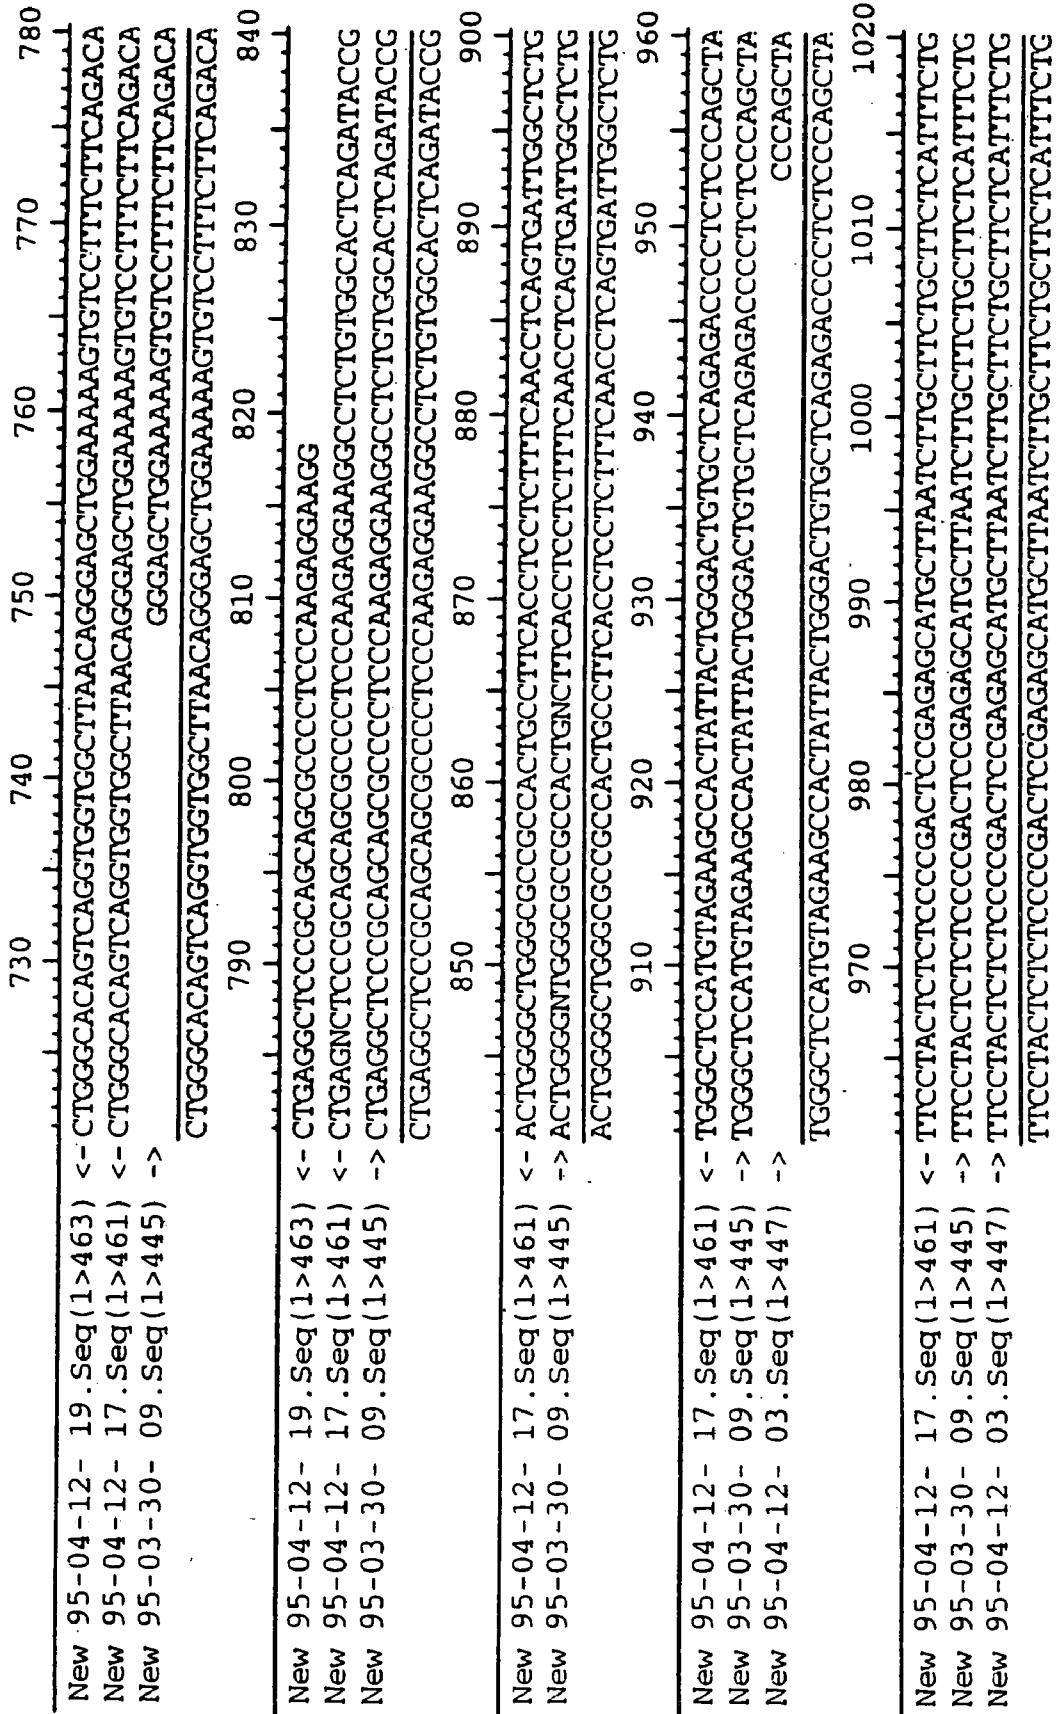 730 740 750 760 770 780
New 95-04-12- 19.Seq(1>463) <- CTGGGCACAGTCAGGTGGTGGCTTAACAGGGAGCTGGAAAAAGTGTCCTTTCTTCAGACA
New 95-04-12- 17.Seq(1>461) <- CTGGGCACAGTCAGGTGGTGGCTTAACAGGGAGCTGGAAAAAGTGTCCTTTCTTCAGACA
New 95-03-30- 09.Seq(1>445) -> GGGAGCTGGAAAAAGTGTCCTTTCTTCAGACA
CTGGGCACAGTCAGGTGGTGGCTTAACAGGGAGCTGGAAAAAGTGTCCTTTCTTCAGACA
790 800 810 820 830 840
New 95-04-12- 19.Seq(1>463) <- CTGAGGCTCCCGCAGCAGCGCCCCTCCCAAGAGGAAGG
New 95-04-12- 17.Seq(1>461) <- CTGAGNCTCCCGCAGCAGCGCCCCTCCCAAGAGGAAGGCCTCTGTGGCACTCAGATACCG
New 95-03-30- 09.Seq(1>445) -> CTGAGGCTCCCGCAGCAGCGCCCCTCCCAAGAGGAAGGCCTCTGTGGCACTCAGATACCG
CTGAGGCTCCCGCAGCAGCGCCCCTCCCAAGAGGAAGGCCTCTGTGGCACTCAGATACCG
850 860 870 880 890 900
New 95-04-12- 17.Seq(1>461) <- ACTGGGGCTGGGCGCCGCCACTGCCTTCACCTCCTCTTTCAACCTCAGTGATTGGCTCTG
New 95-03-30- 09.Seq(1>445) -> ACTGGGGNTGGGCGCCGCCACTGNCTTCACCTCCTCTTTCAACCTCAGTGATTGGCTCTG
ACTGGGGCTGGGCGCCGCCACTGCCTTCACCTCCTCTTTCAACCTCAGTGATTGGCTCTG
910 920 930 940 950 960
New 95-04-12- 17.Seq(1>461) <- TGGGCTCCATGTAGAAGCCACTATTACTGGGACTGTGCTCAGAGACCCCTCTCCCAGCTA
New 95-03-30- 09.Seq(1>445) -> TGGGCTCCATGTAGAAGCCACTATTACTGGGACTGTGCTCAGAGACCCCTCTCCCAGCTA
New 95-04-12- 03.Seq(1>447) -> CCCAGCTA
TGGGCTCCATGTAGAAGCCACTATTACTGGGACTGTGCTCAGAGACCCCTCTCCCAGCTA
970 980 990 1000 1010 1020
New 95-04-12- 17.Seq(1>461) <- TTCCTACTCTCTCCCCGACTCCGAGAGCATGCTTAATCTTGCTTCTGCTTCTCATTTCTG
New 95-03-30- 09.Seq(1>445) -> TTCCTACTCTCTCCCCGACTCCGAGAGCATGCTTAATCTTGCTTCTGCTTCTCATTTCTG
New 95-04-12- 03.Seq(1>447) -> TTCCTACTCTCTCCCCGACTCCGAGAGCATGCTTAATCTTGCTTCTGCTTCTCATTTCTG
TTCCTACTCTCTCCCCGACTCCGAGAGCATGCTTAATCTTGCTTCTGCTTCTCATTTCTG